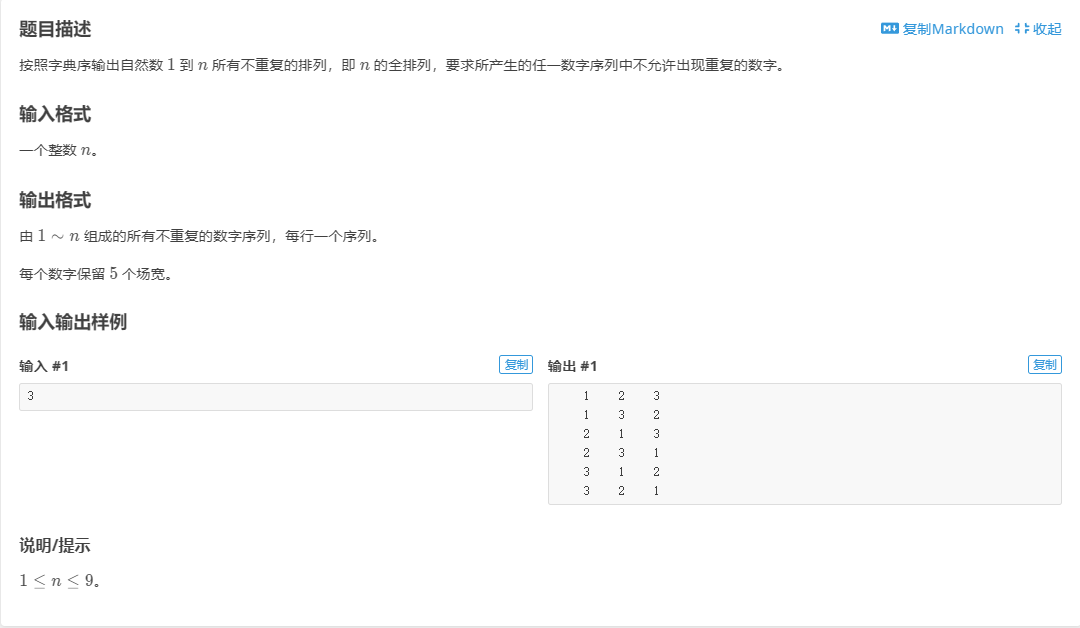 题目描述
复制Markdown 收起
按照字典序输出自然数 1 到 n 所有不重复的排列，即 n 的全排列，要求所产生的任一数字序列中不允许出现重复的数字。
输入格式
一个整数 n。
输出格式
由 1 ∼ n 组成的所有不重复的数字序列，每行一个序列。
每个数字保留 5 个场宽。
输入输出样例
输入 #1
复制
3
输出 #1
复制
1 2 3
1 3 2
2 1 3
2 3 1
3 1 2
3 2 1
说明/提示
1 ≤ n ≤ 9。